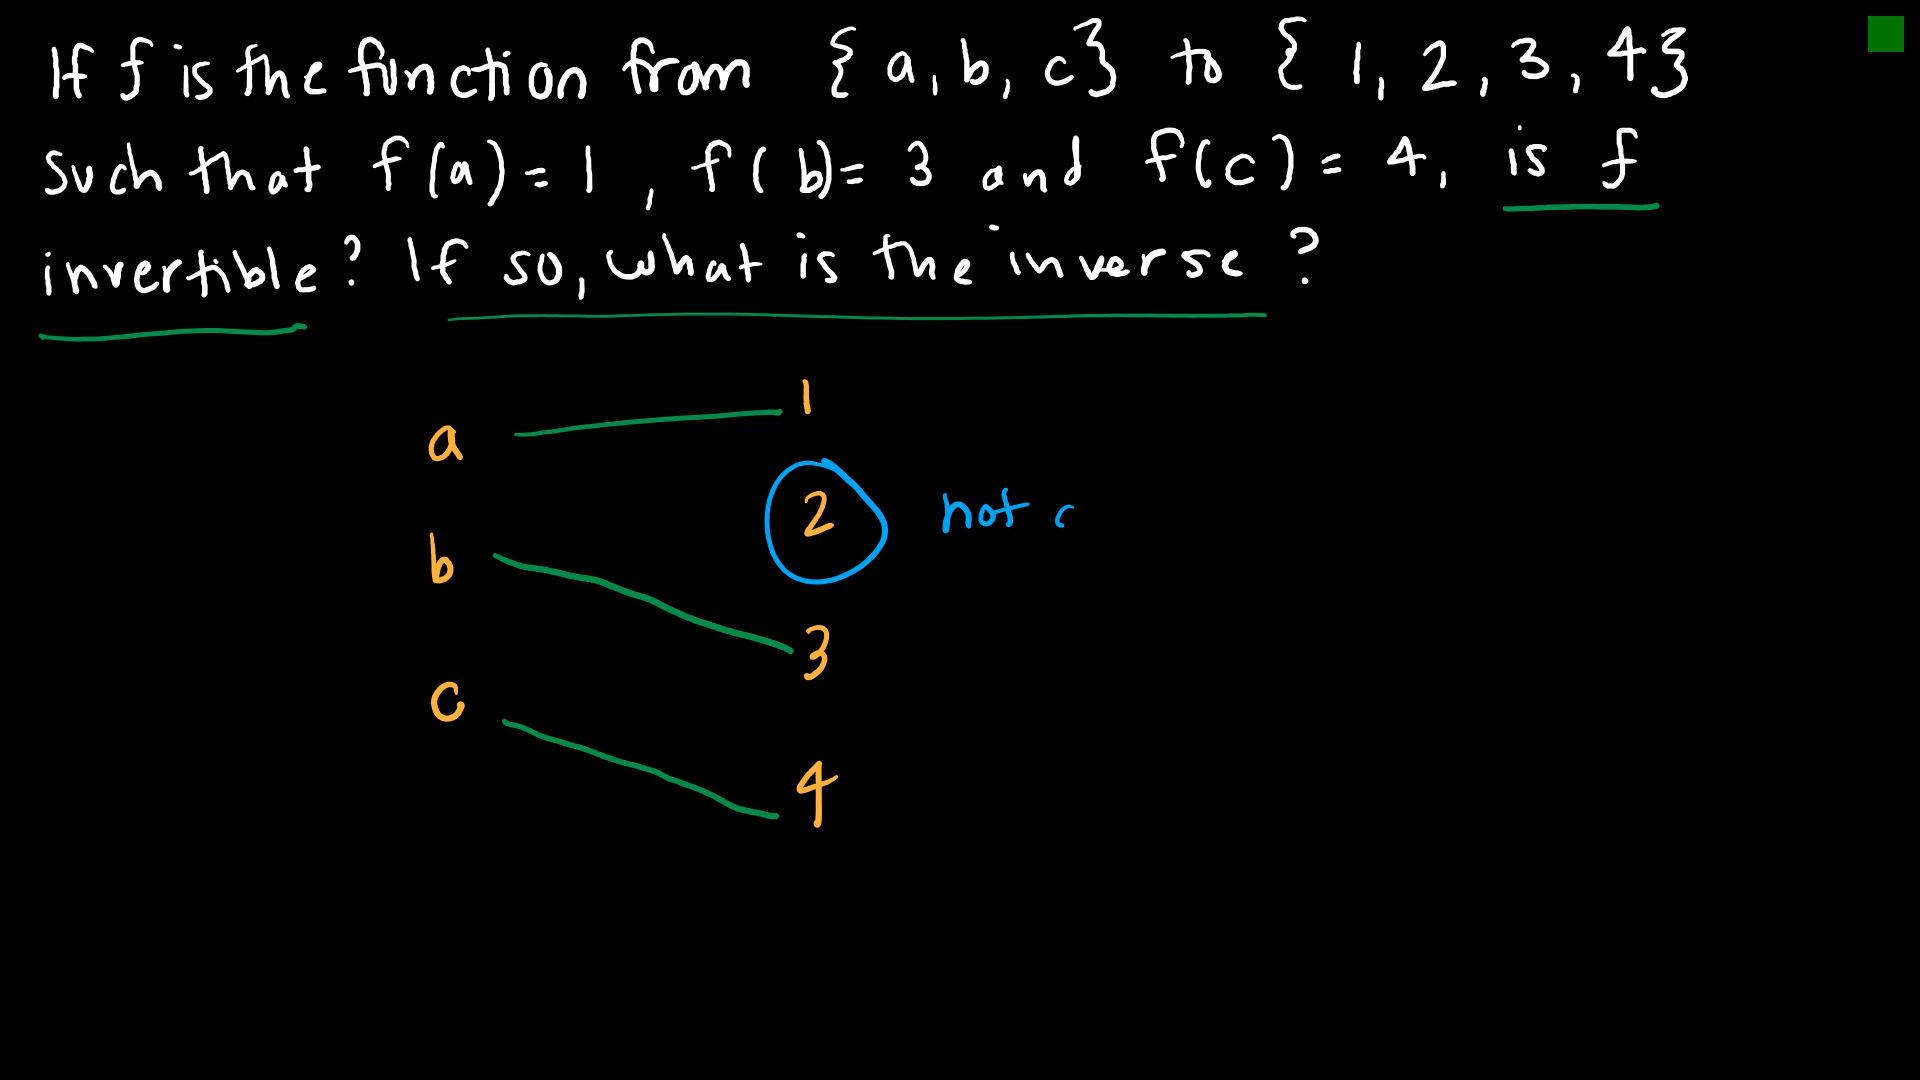 If f is the function from {a, b, c} to {1, 2, 3, 4}
Such that f(a) = 1, f(b) = 3 and f(c) = 4, is f
invertible? If so, what is the inverse?
1
a
2 not c
b
3
c
4